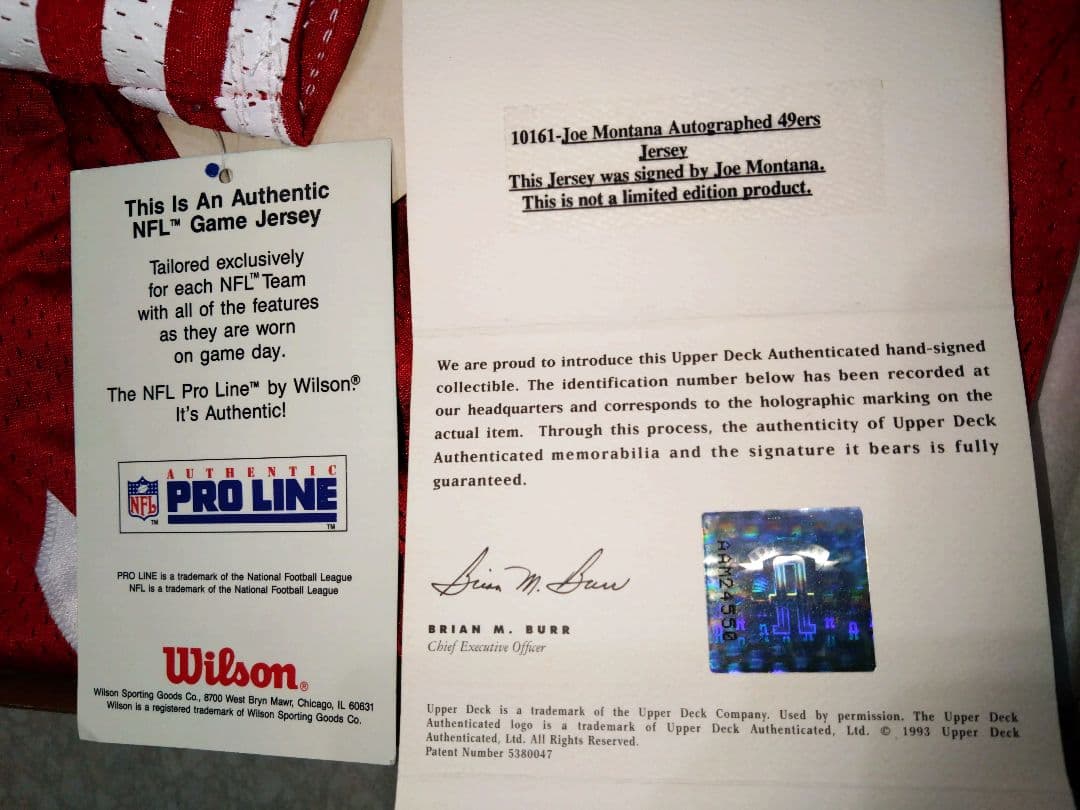 This Is An Authentic
NFL™ Game Jersey
Tailored exclusively
for each NFL™ Team
with all of the features
as they are worn
on game day.
The NFL Pro Line™ by Wilson®.
It's Authentic!
AUTHENTIC
NFL PRO LINE
TM TM
PRO LINE is a trademark of the National Football League
NFL is a trademark of the National Football League
Wilson®
Wilson Sporting Goods Co., 8700 West Bryn Mawr, Chicago, IL 60631
Wilson is a registered trademark of Wilson Sporting Goods Co.
10161-Joe Montana Autographed 49ers
Jersey
This Jersey was signed by Joe Montana.
This is not a limited edition product.
We are proud to introduce this Upper Deck Authenticated hand-signed
collectible. The identification number below has been recorded at
our headquarters and corresponds to the holographic marking on the
actual item. Through this process, the authenticity of Upper Deck
Authenticated memorabilia and the signature it bears is fully
guaranteed.
Brian M. Burr
BRIAN M. BURR
Chief Executive Officer
AAM24550
Upper Deck is a trademark of the Upper Deck Company. Used by permission. The Upper Deck
Authenticated logo is a trademark of Upper Deck Authenticated, Ltd. © 1993 Upper Deck
Authenticated, Ltd. All Rights Reserved.
Patent Number 5380047